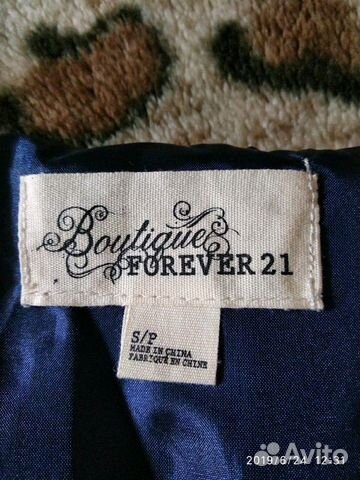 Boutique
FOREVER 21
S/P
MADE IN CHINA
FABRIQUÉ EN CHINE
2019/6/24 12:31
Avito